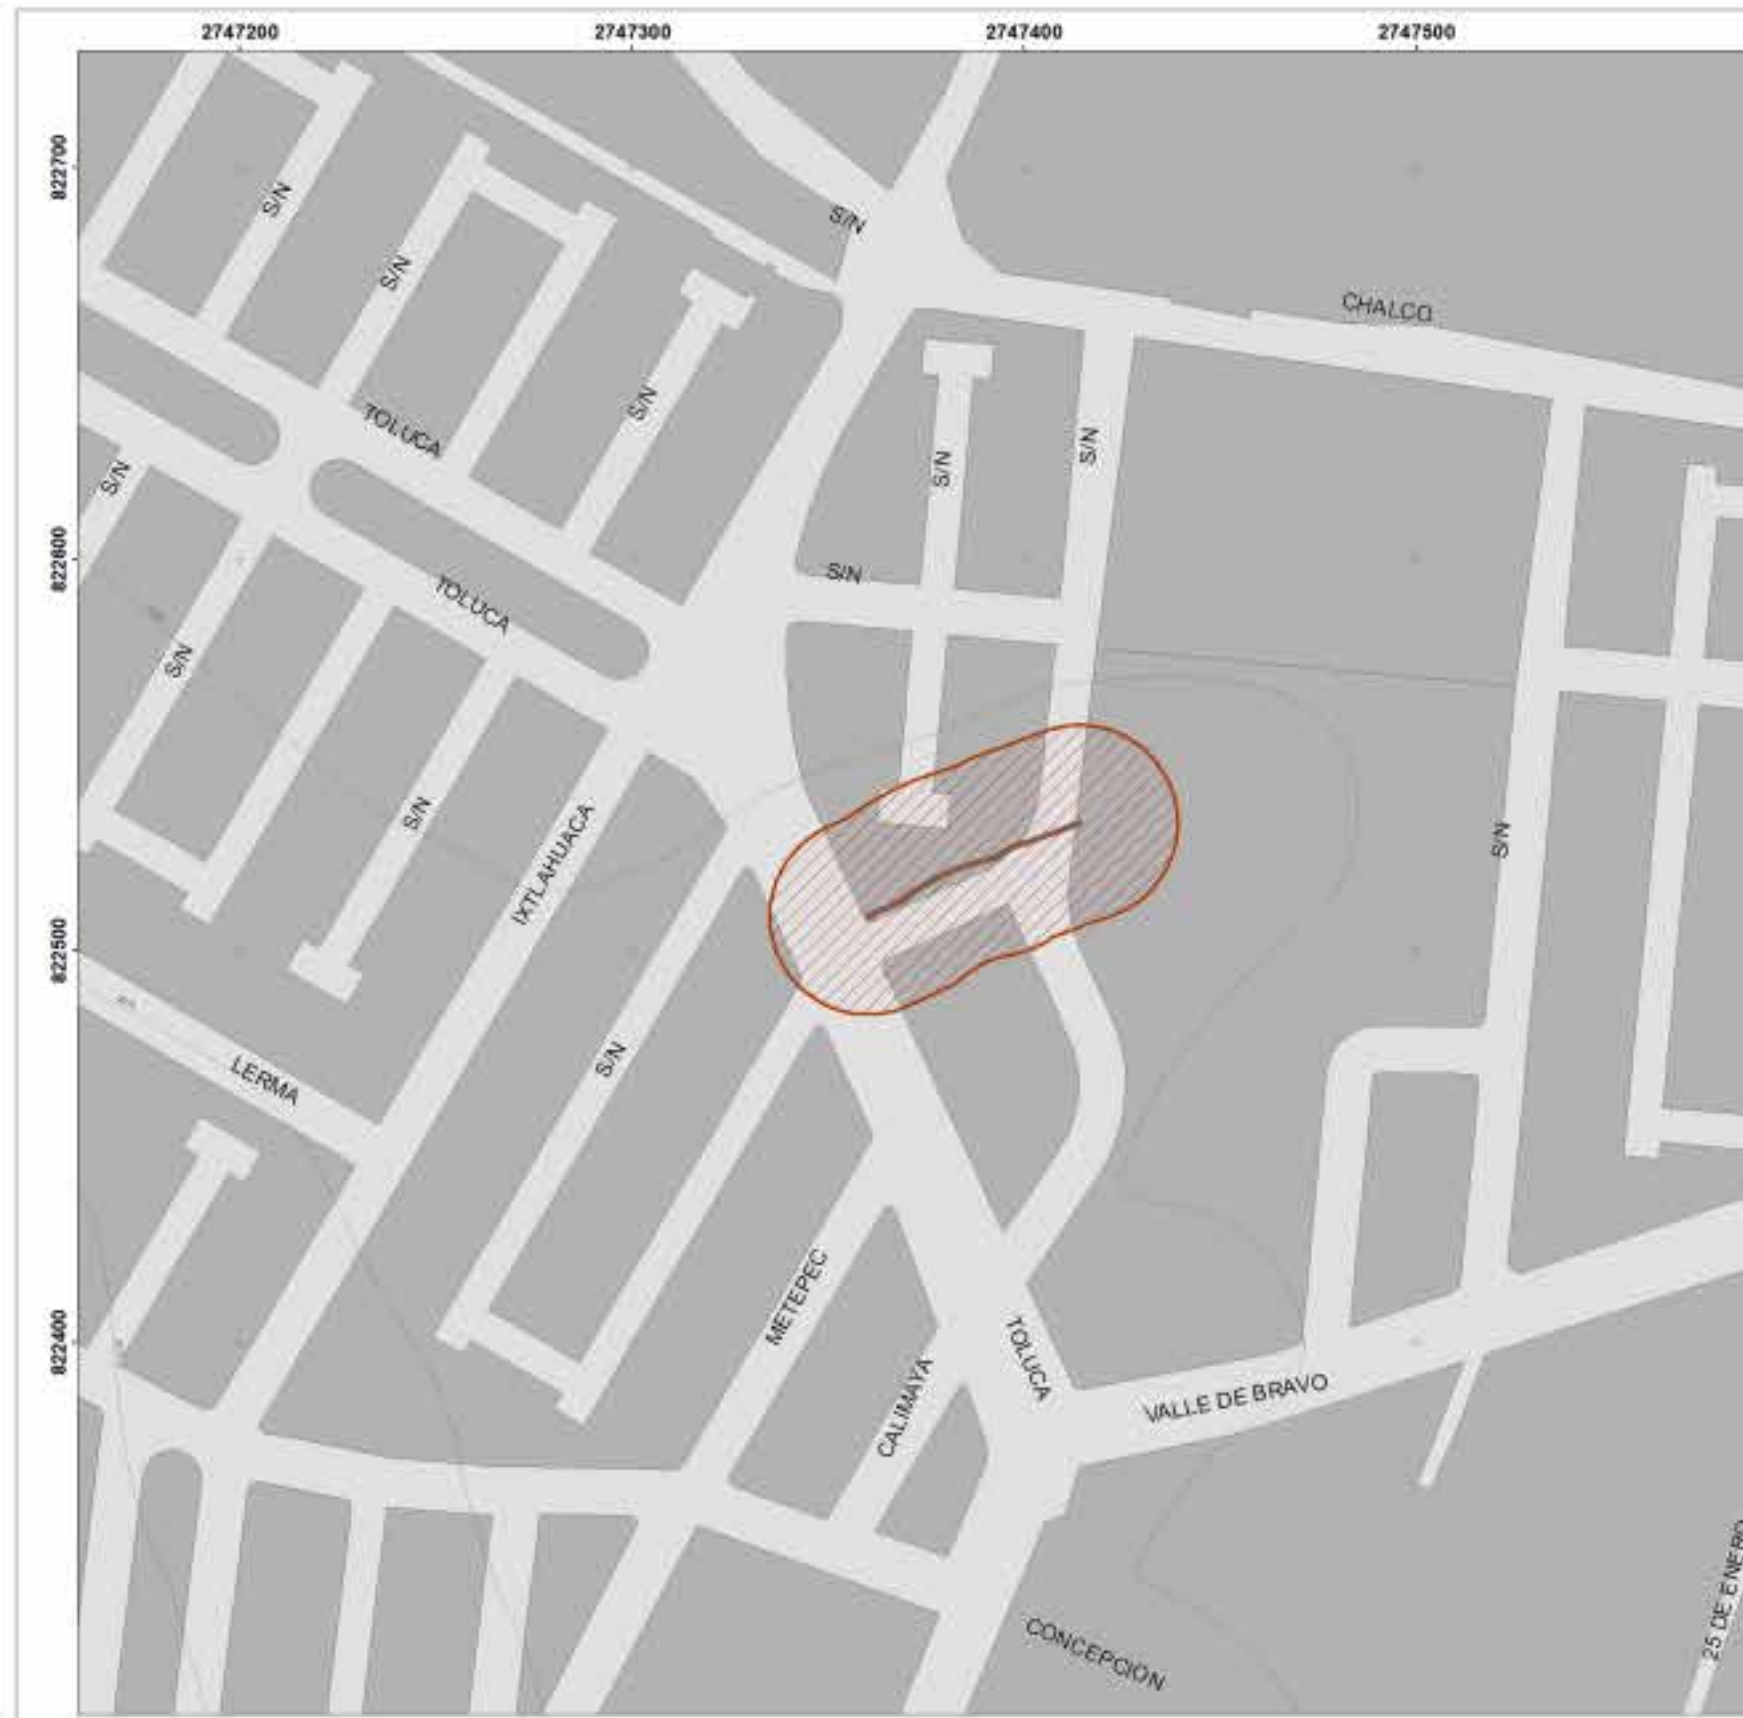 2747200 2747300 2747400 2747500
822700
S/N
S/N
S/N
CHALCO
S/N
TOLUCA
S/N
S/N
S/N
822600
S/N
TOLUCA
S/N
S/N
S/N
IXTLAHUACA
822500
S/N
LERMA
METEPEC
822400
TOLUCA
CALIMAYA
VALLE DE BRAVO
25 DE ENERO
CONCEPCIÓN